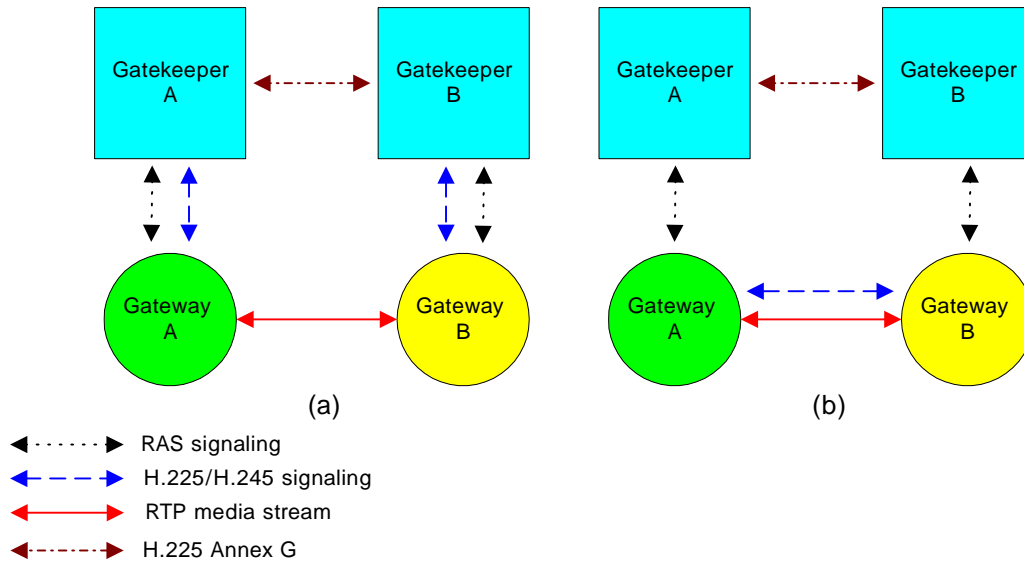 Gatekeeper
A
Gatekeeper
B
Gatekeeper
A
Gatekeeper
B
Gateway
A
Gateway
B
Gateway
A
Gateway
B
(a)
(b)
RAS signaling
H.225/H.245 signaling
RTP media stream
H.225 Annex G